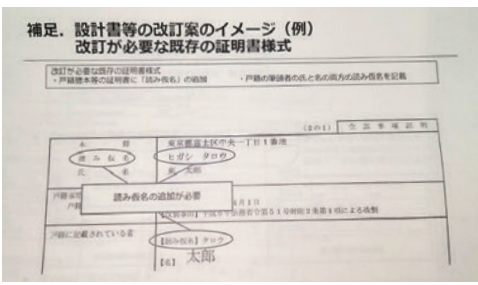 補足．設計書等の改訂案のイメージ（例）
改訂が必要な既存の証明書様式
改訂が必要な既存の証明書様式
・戸籍謄本等の証明書に「読み仮名」の追加 ・戸籍の筆頭者の氏と名の両方の読み仮名を記載
（2の1） 全部事項証明
本 籍 東京都富士区中央一丁目1番地
読み仮名 ヒガシ タロウ
氏 名 東 太郎
読み仮名の追加が必要
戸籍に記載されている者
【読み仮名】タロウ
【名】太郎